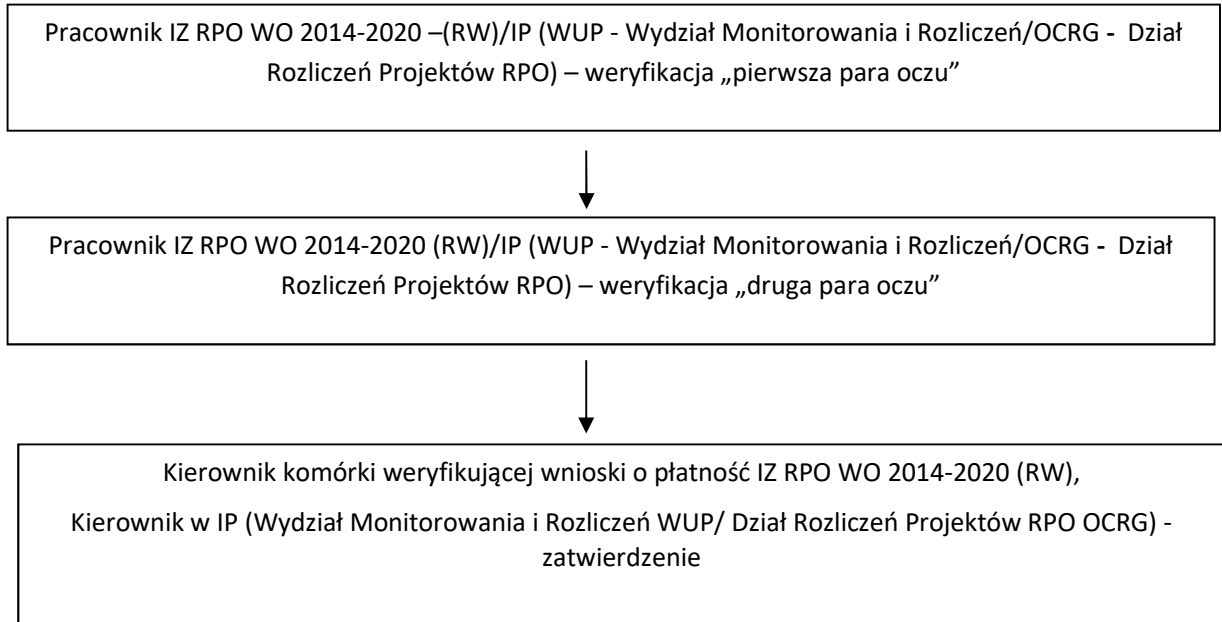 Pracownik IZ RPO WO 2014-2020 –(RW)/IP (WUP - Wydział Monitorowania i Rozliczeń/OCRG - Dział
Rozliczeń Projektów RPO) – weryfikacja „pierwsza para oczu”
Pracownik IZ RPO WO 2014-2020 (RW)/IP (WUP - Wydział Monitorowania i Rozliczeń/OCRG - Dział
Rozliczeń Projektów RPO) – weryfikacja „druga para oczu”
Kierownik komórki weryfikującej wnioski o płatność IZ RPO WO 2014-2020 (RW),
Kierownik w IP (Wydział Monitorowania i Rozliczeń WUP/ Dział Rozliczeń Projektów RPO OCRG) -
zatwierdzenie